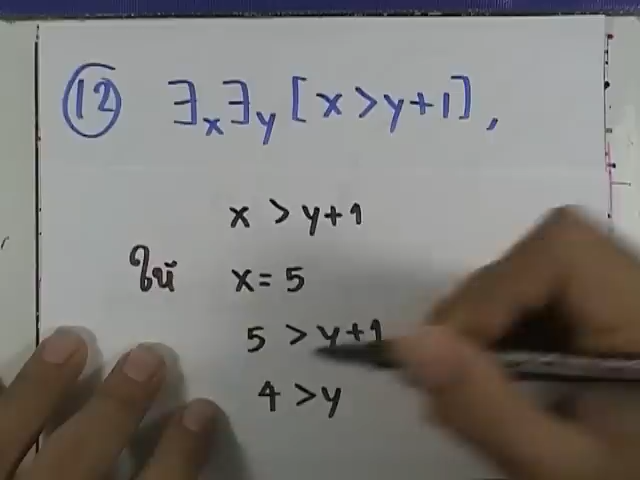 12 ∃x∃y [x > y+1],
x > y+1
ให้ x = 5
5 > y+1
4 > y